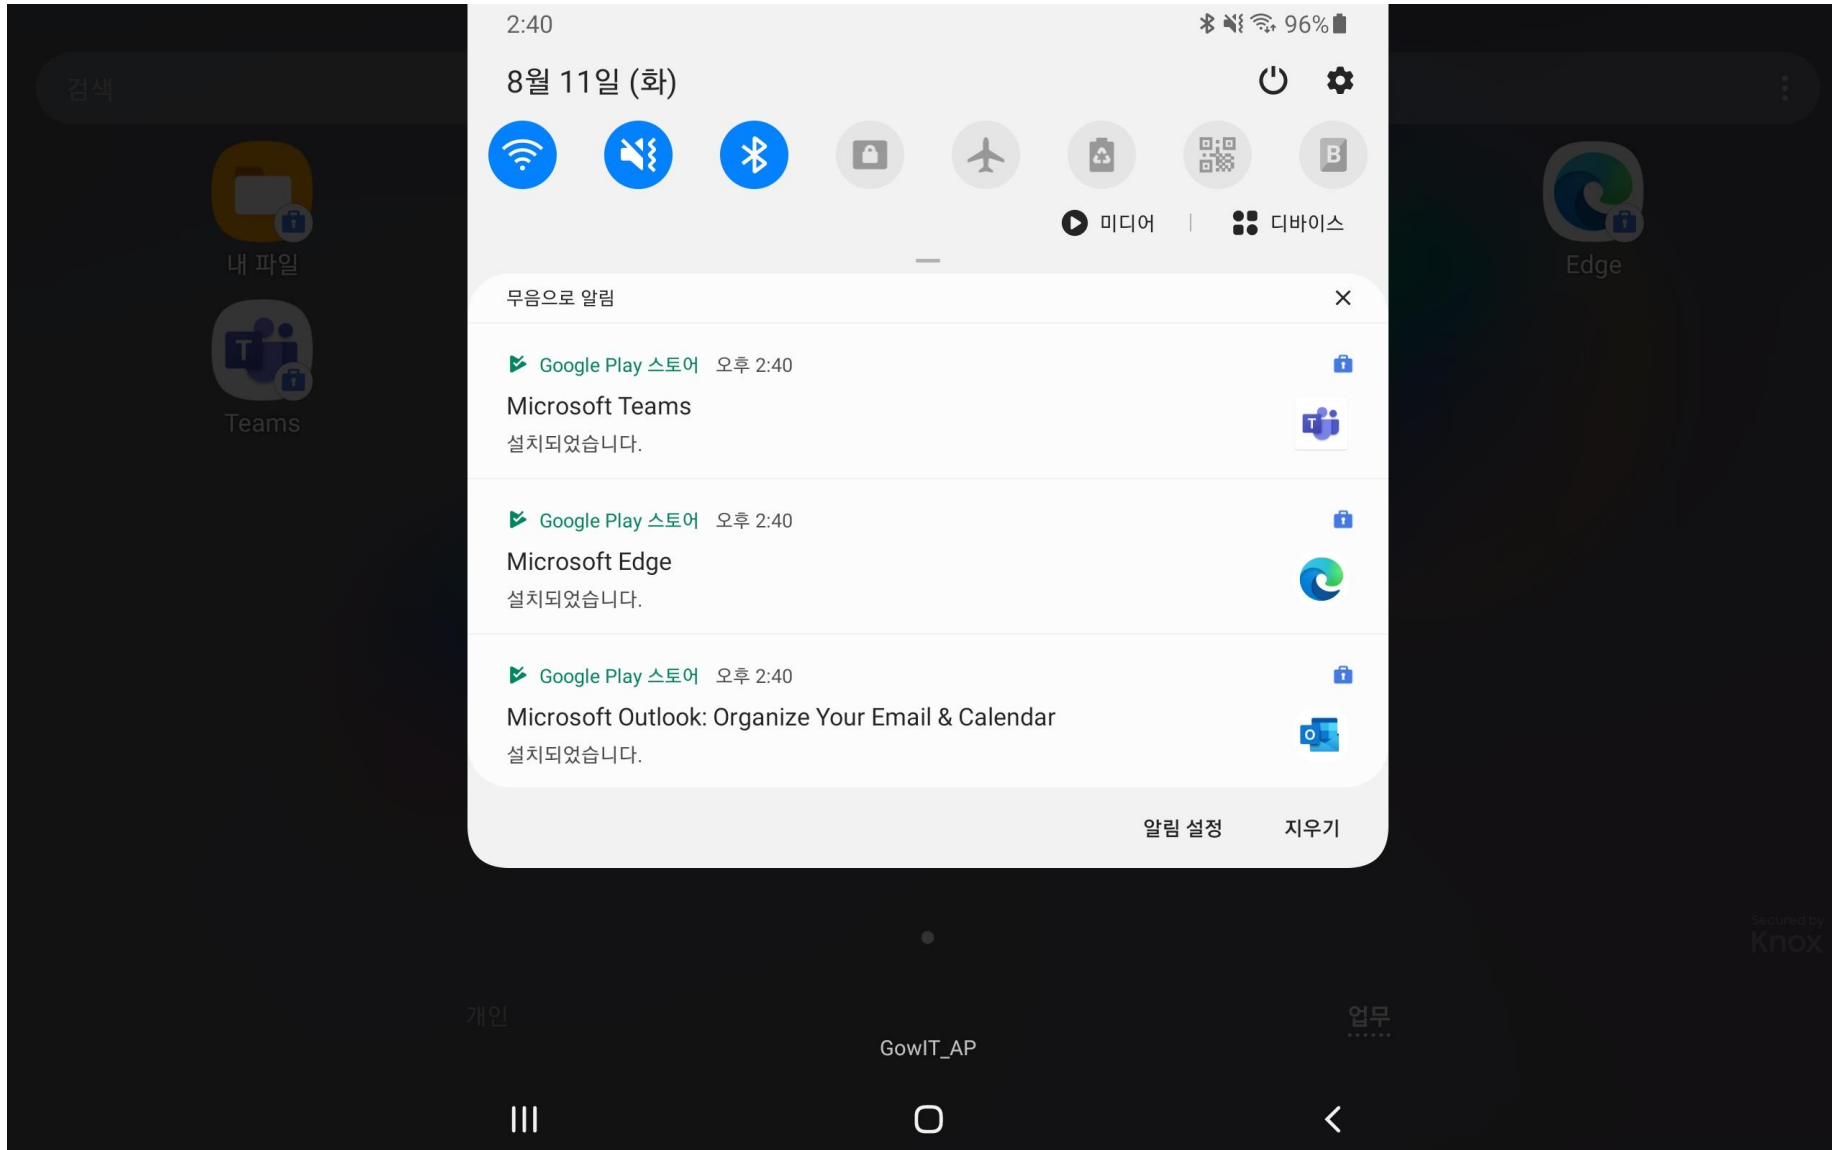 2:40
96%
8월 11일 (화)
검색
B
미디어
디바이스
내 파일
Edge
무음으로 알림
Google Play 스토어 오후 2:40
Microsoft Teams
설치되었습니다.
T
Teams
Google Play 스토어 오후 2:40
Microsoft Edge
설치되었습니다.
Google Play 스토어 오후 2:40
Microsoft Outlook: Organize Your Email & Calendar
설치되었습니다.
알림 설정
지우기
Secured by
Knox
개인
업무
GowIT_AP